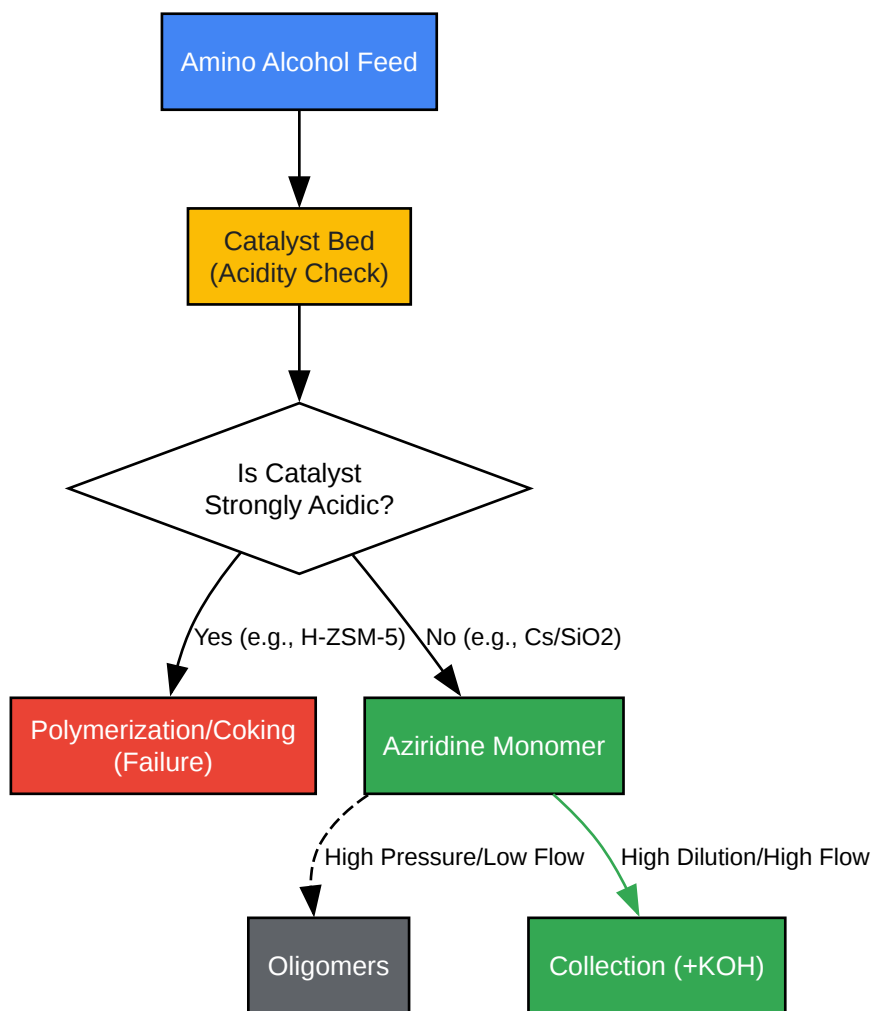 Amino Alcohol Feed
Catalyst Bed
(Acidity Check)
Is Catalyst
Strongly Acidic?
Yes (e.g., H-ZSM-5)
No (e.g., Cs/SiO2)
Polymerization/Coking
(Failure)
Aziridine Monomer
High Pressure/Low Flow
High Dilution/High Flow
Oligomers
Collection (+KOH)